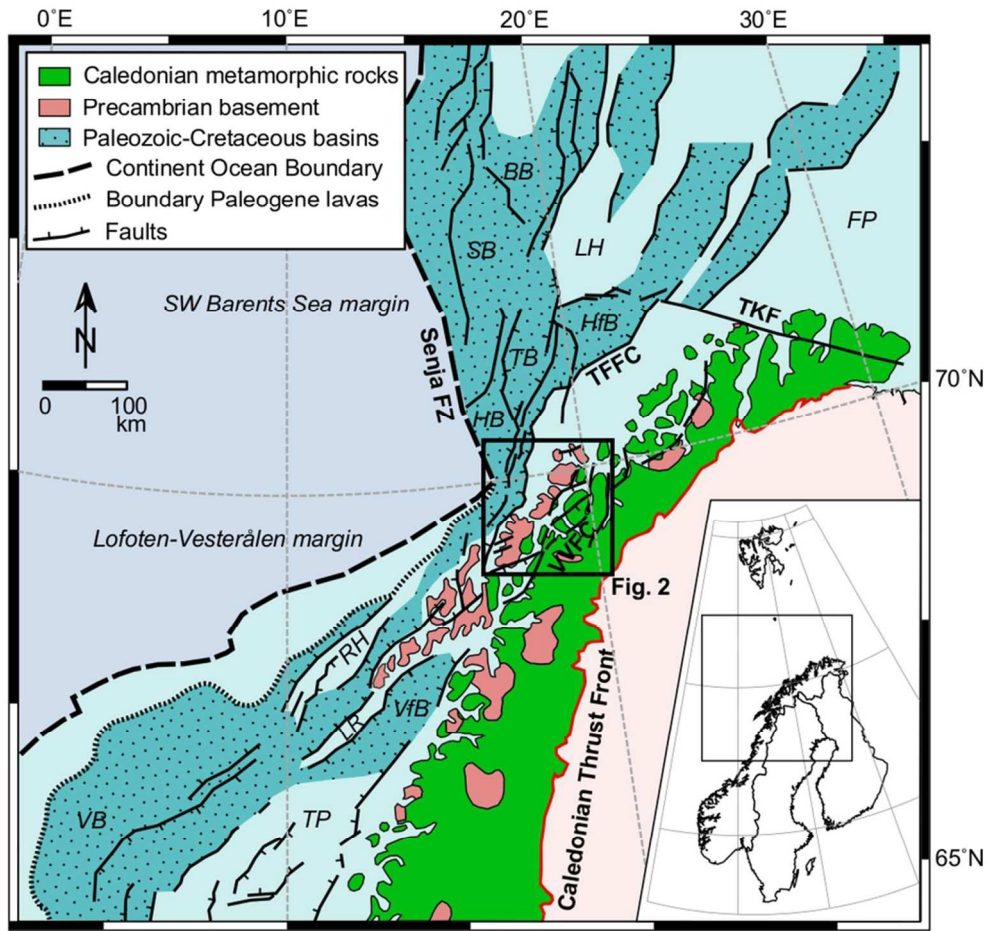 0°E
10°E
20°E
30°E
Caledonian metamorphic rocks
Precambrian basement
Paleozoic-Cretaceous basins
Continent Ocean Boundary
Boundary Paleogene lavas
Faults
BB
SB
LH
FP
SW Barents Sea margin
N
0 100
km
Senja FZ
HfB
TKF
TB
TFFC
HB
70°N
Lofoten-Vesterålen margin
VVFC
Fig. 2
RH
LR
VfB
Caledonian Thrust Front
VB
TP
65°N